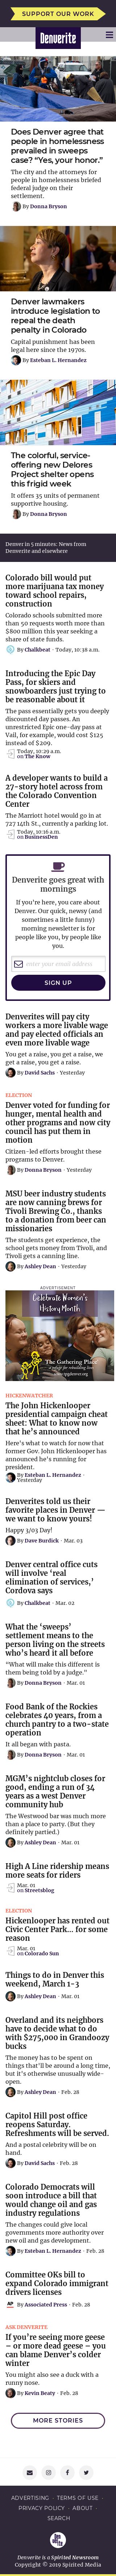 SUPPORT OUR WORK
Denverite
Does Denver agree that
people in homelessness
prevailed in sweeps
case? “Yes, your honor.”
The city and the attorneys for
people in homelessness briefed
federal judge on their
settlement.
By Donna Bryson
Denver lawmakers
introduce legislation to
repeal the death
penalty in Colorado
Capital punishment has been
legal here since the 1970s.
By Esteban L. Hernandez
The colorful, service-
offering new Delores
Project shelter opens
this fall
It offers 35 units of permanent
supportive housing.
By Donna Bryson
Denver in 5 minutes: News from
Denverite and elsewhere
Colorado bill would put
more marijuana tax money
toward school repairs,
construction
Colorado schools submitted more
than 50 requests worth more than
$800 million this year seeking a
share of state funds.
By Chalkbeat · Today, 10:38 a.m.
Introducing the Epic Day
Pass, for skiers and
snowboarders just trying to
be reasonable about it
The pass essentially gets you deeply
discounted day passes. An
unrestricted Epic one-day pass at
Vail, for example, would cost $125
instead of $209.
Today, 10:29 a.m.
on The Know
A developer wants to build a
27-story hotel across from
the Colorado Convention
Center
The Marriott hotel would go in at
727 14th St., currently a parking lot.
Today, 10:16 a.m.
on BusinessDen
Denverite goes great with
mornings
If you’re here, you care about
Denver. Our quick, newsy (and
sometimes a little funny)
morning newsletter is for
people like you, by people like
you.
enter your email address
SIGN UP
Denverites will pay city
workers a more livable wage
and pay elected officials an
even more livable wage
You get a raise, you get a raise, we
get a raise, you get a raise.
By David Sachs · Yesterday
ELECTION
Denver voted for funding for
hunger, mental health and
other programs and now city
council has put them in
motion
Citizen-led efforts brought these
programs to Denver.
By Donna Bryson · Yesterday
MSU beer industry students
are now canning brews for
Tivoli Brewing Co., thanks
to a donation from beer can
missionaries
The students get experience, the
school gets money from Tivoli, and
Tivoli gets a canning line.
By Ashley Dean · Yesterday
ADVERTISEMENT
Celebrate Women's
History Month
The Gathering Place
HICKENWATCHER
The John Hickenlooper
presidential campaign cheat
sheet: What to know now
that he’s announced
Here’s what to watch for now that
former Gov. John Hickenlooper has
announced he’s running for
president.
By Esteban L. Hernandez ·
Yesterday
Denverites told us their
favorite places in Denver —
we want to know yours!
Happy 3/03 Day!
By Dave Burdick · Mar. 03
Denver central office cuts
will involve ‘real
elimination of services,’
Cordova says
By Chalkbeat · Mar. 02
What the ‘sweeps’
settlement means to the
person living on the streets
who’s heard it all before
“What will make this different is
them being told by a judge.”
By Donna Bryson · Mar. 01
Food Bank of the Rockies
celebrates 40 years, from a
church pantry to a two-state
operation
It all began with pasta.
By Donna Bryson · Mar. 01
MGM’s nightclub closes for
good, ending a run of 34
years as a west Denver
community hub
The Westwood bar was much more
than a place to party. (But they
definitely partied.)
By Ashley Dean · Mar. 01
High A Line ridership means
more seats for riders
Mar. 01
on Streetsblog
ELECTION
Hickenlooper has rented out
Civic Center Park... for some
reason
Mar. 01
on Colorado Sun
Things to do in Denver this
weekend, March 1-3
By Ashley Dean · Mar. 01
Overland and its neighbors
have to decide what to do
with $275,000 in Grandoozy
bucks
The money has to be spent on
things that’ll be around a long time,
but it’s otherwise unusually wide-
open.
By Ashley Dean · Feb. 28
Capitol Hill post office
reopens Saturday.
Refreshments will be served.
And a postal celebrity will be on
hand.
By David Sachs · Feb. 28
Colorado Democrats will
soon introduce a bill that
would change oil and gas
industry regulations
The changes could give local
governments more authority over
new oil and gas development.
By Esteban L. Hernandez · Feb. 28
Committee OKs bill to
expand Colorado immigrant
drivers licenses
AP By Associated Press · Feb. 28
ASK DENVERITE
If you’re seeing more geese
– or more dead geese – you
can blame Denver’s colder
winter
You might also see a duck with a
runny nose.
By Kevin Beaty · Feb. 28
MORE STORIES
ADVERTISING · TERMS OF USE ·
PRIVACY POLICY · ABOUT ·
SEARCH
Denverite is a Spirited Newsroom
Copyright © 2019 Spirited Media